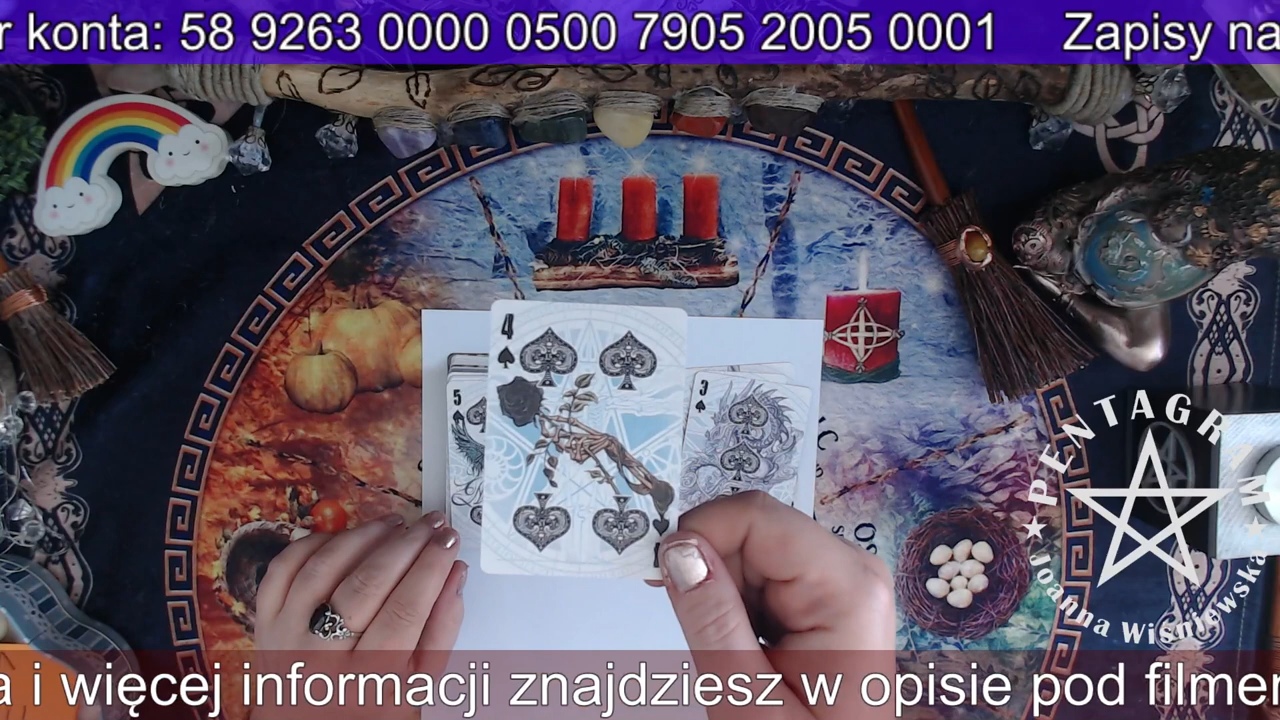 r konta: 58 9263 0000 0500 7905 2005 0001 Zapisy na
4
5
3
PENTAGR M
Joanna Wiśniewska
a i więcej informacji znajdziesz w opisie pod filmem